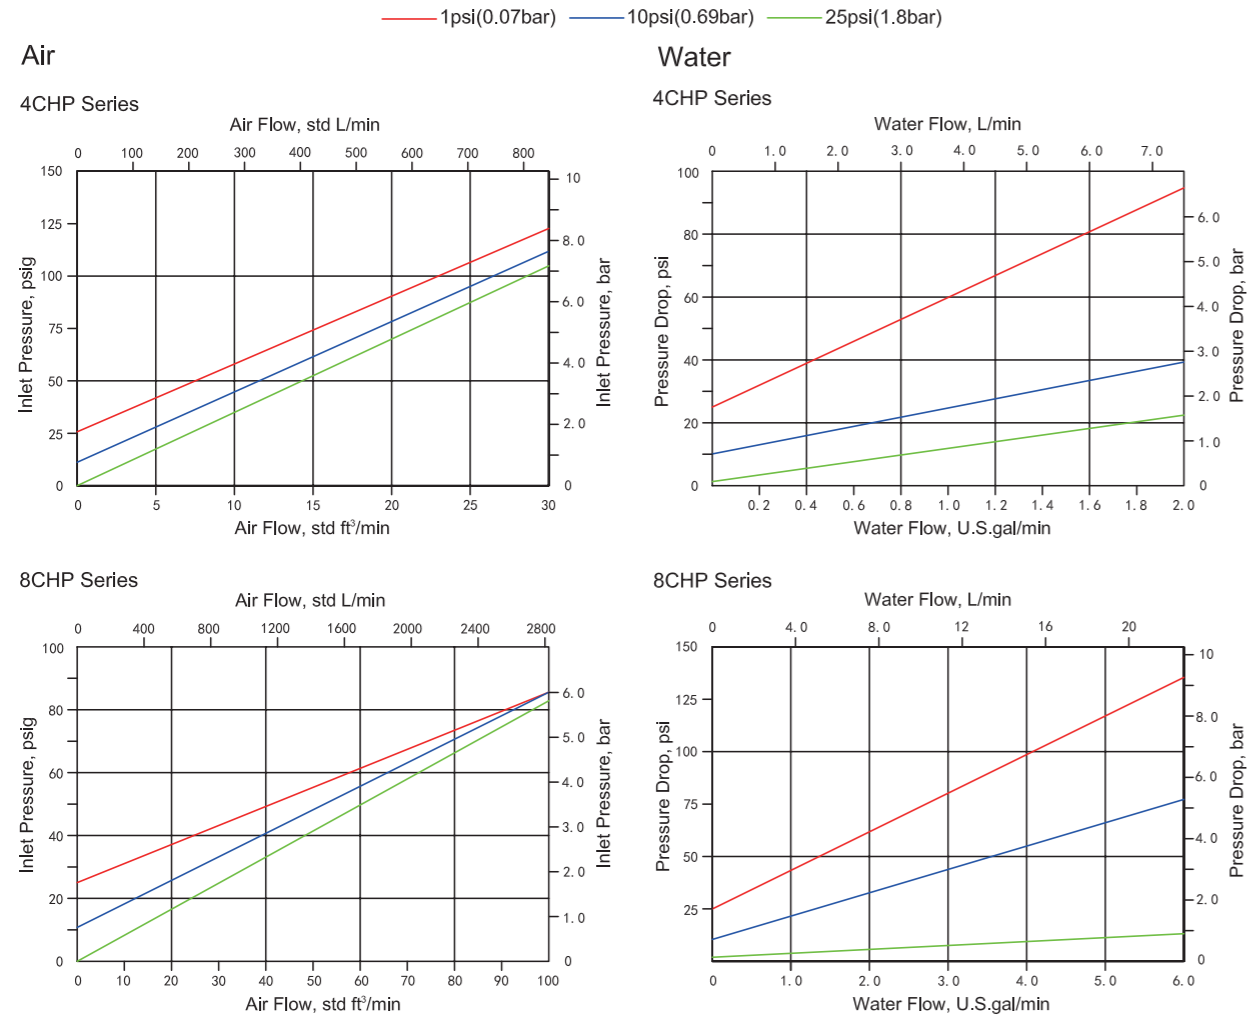 1psi(0.07bar) 10psi(0.69bar) 25psi(1.8bar)
Air
4CHP Series
Air Flow, std L/min
0 100 200 300 400 500 600 700 800
150
125
100
75
50
25
0
Inlet Pressure, psig
10
8.0
6.0
4.0
2.0
0
Inlet Pressure, bar
0 5 10 15 20 25 30
Air Flow, std ft³/min
Water
4CHP Series
Water Flow, L/min
0 1.0 2.0 3.0 4.0 5.0 6.0 7.0
100
80
60
40
20
0
Pressure Drop, psi
6.0
5.0
4.0
3.0
2.0
1.0
0
Pressure Drop, bar
0.2 0.4 0.6 0.8 1.0 1.2 1.4 1.6 1.8 2.0
Water Flow, U.S.gal/min
8CHP Series
Air Flow, std L/min
0 400 800 1200 1600 2000 2400 2800
100
80
60
40
20
0
Inlet Pressure, psig
6.0
5.0
4.0
3.0
2.0
1.0
0
Inlet Pressure, bar
0 10 20 30 40 50 60 70 80 90 100
Air Flow, std ft³/min
8CHP Series
Water Flow, L/min
0 4.0 8.0 12 16 20
150
125
100
75
50
25
Pressure Drop, psi
10
8.0
6.0
4.0
2.0
0
Pressure Drop, bar
0 1.0 2.0 3.0 4.0 5.0 6.0
Water Flow, U.S.gal/min